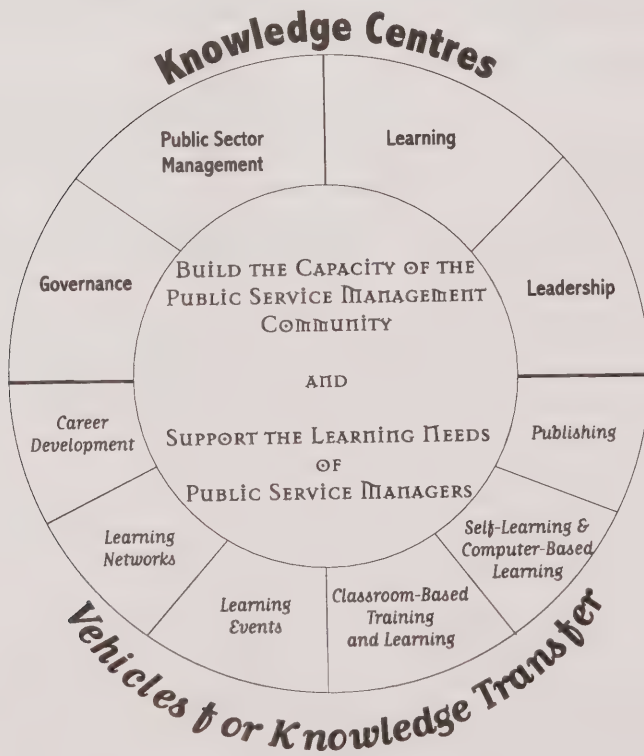 Knowledge Centres
Public Sector
Management
Learning
Governance
Leadership
Build the Capacity of the
Public Service Management
Community
and
Support the Learning Needs
of
Public Service Managers
Career
Development
Publishing
Learning
Networks
Self-Learning &
Computer-Based
Learning
Learning
Events
Classroom-Based
Training
and Learning
Vehicles for Knowledge Transfer